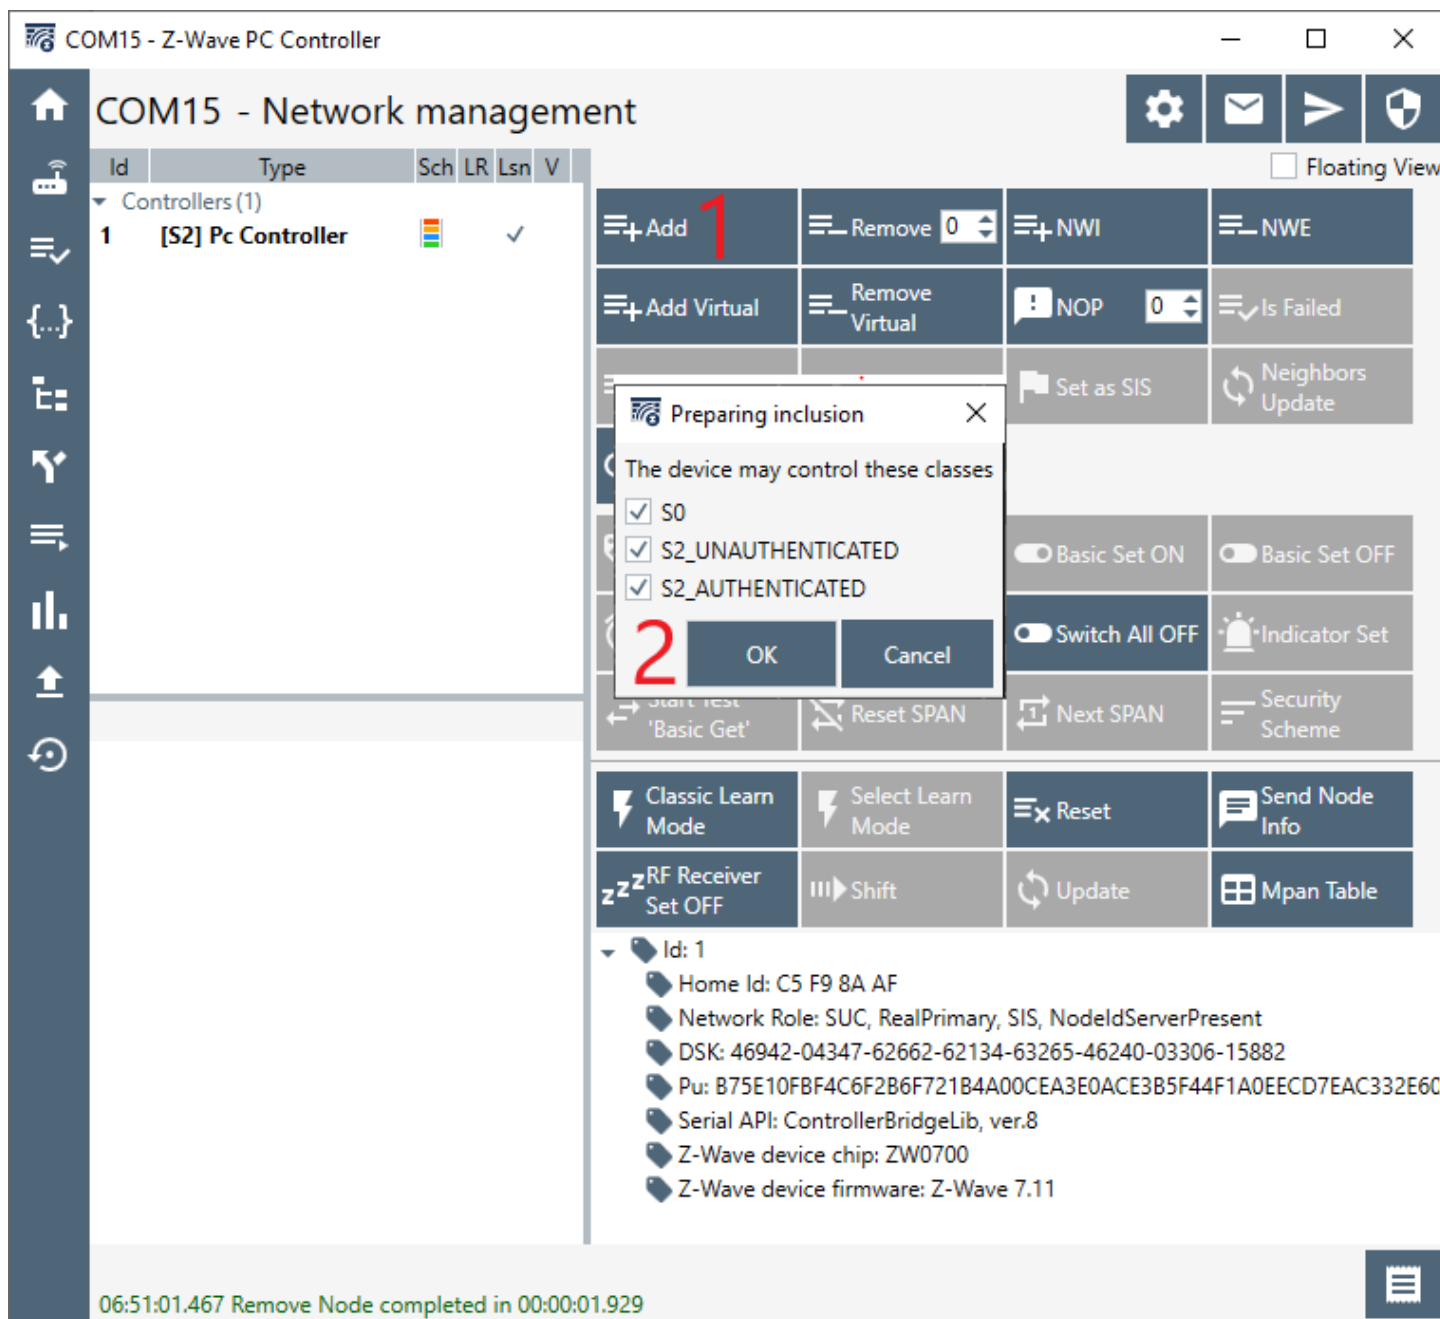 COM15 - Z-Wave PC Controller
COM15 - Network management
Id Type Sch LR Lsn V
Floating View
Controllers (1)
1 [S2] Pc Controller
Add 1
Remove 0
NWI
NWE
Add Virtual
Remove Virtual
NOP 0
Is Failed
Set as SIS
Neighbors Update
Preparing inclusion
The device may control these classes
S0
S2_UNAUTHENTICATED
S2_AUTHENTICATED
2 OK Cancel
Basic Set ON
Basic Set OFF
Switch All OFF
Indicator Set
Start Test 'Basic Get'
Reset SPAN
1 Next SPAN
Security Scheme
Classic Learn Mode
Select Learn Mode
Reset
Send Node Info
zzz RF Receiver Set OFF
Shift
Update
Mpan Table
Id: 1
Home Id: C5 F9 8A AF
Network Role: SUC, RealPrimary, SIS, NodeIdServerPresent
DSK: 46942-04347-62662-62134-63265-46240-03306-15882
Pu: B75E10FBF4C6F2B6F721B4A00CEA3E0ACE3B5F44F1A0EECD7EAC332E60
Serial API: ControllerBridgeLib, ver.8
Z-Wave device chip: ZW0700
Z-Wave device firmware: Z-Wave 7.11
06:51:01.467 Remove Node completed in 00:00:01.929